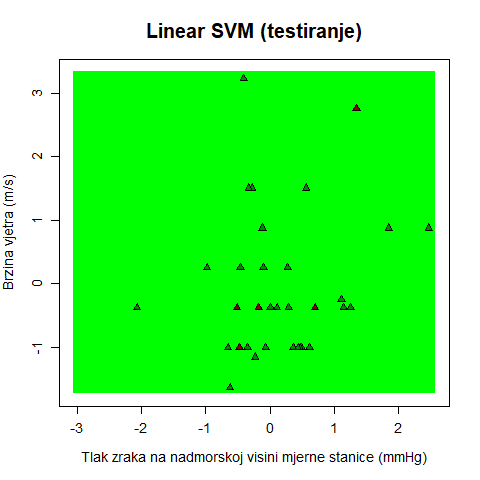 Linear SVM (testiranje)
Brzina vjetra (m/s)
3
2
1
0
-1
-3 -2 -1 0 1 2
Tlak zraka na nadmorskoj visini mjerne stanice (mmHg)